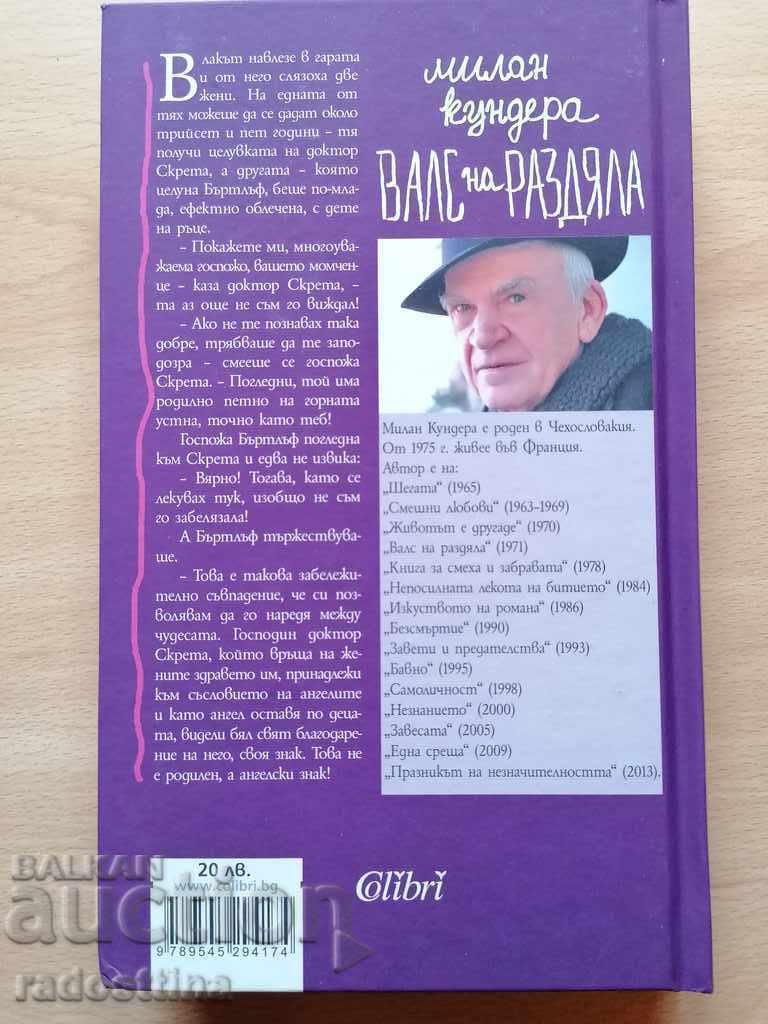 Влакът навлезе в гарата
и от него слязоха две
жени. На едната от
тях можеше да се дадат около
трийсет и пет години – тя
получи целувката на доктор
Скрета, а другата – която
целуна Бъртлъф, беше по-мла-
да, ефектно облечена, с дете
на ръце.
– Покажете ми, многоува-
жаема госпожо, вашето момчен-
це – каза доктор Скрета, –
та аз още не съм го виждал!
– Ако не те познавах така
добре, трябваше да те запо-
дозра – смееше се госпожа
Скрета. – Погледни, той има
родилно петно на горната
устна, точно като теб!
Госпожа Бъртлъф погледна
към Скрета и едва не извика:
– Вярно! Тогава, като се
лекувах тук, изобщо не съм
го забелязала!
А Бъртлъф тържествува-
ше.
– Това е такова забележи-
телно съвпадение, че си поз-
волявам да го наредя между
чудесата. Господин доктор
Скрета, който връща на же-
ните здравето им, принадлежи
към съсловието на ангелите
и като ангел оставя по деца-
та, видели бял свят благодаре-
ние на него, своя знак. Това не
е родилен, а ангелски знак!
Милан
Кундера
ВАЛС на РАЗДЯЛА
Милан Кундера е роден в Чехословакия.
От 1975 г. живее във Франция.
Автор е на:
„Шегата“ (1965)
„Смешни любови“ (1963–1969)
„Животът е другаде“ (1970)
„Валс на раздяла“ (1971)
„Книга за смеха и забравата“ (1978)
„Непосилната лекота на битието“ (1984)
„Изкуството на романа“ (1986)
„Безсмъртие“ (1990)
„Завети и предателства“ (1993)
„Бавно“ (1995)
„Самоличност“ (1998)
„Незнанието“ (2000)
„Завесата“ (2005)
„Една среща“ (2009)
„Празникът на незначителността“ (2013).
20 лв.
www.colibri.bg
9 789545 294174
Colibri
BALKAN
auction
radosttina